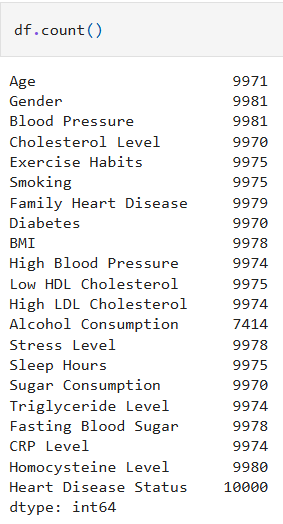 df.count()
Age 9971
Gender 9981
Blood Pressure 9981
Cholesterol Level 9970
Exercise Habits 9975
Smoking 9975
Family Heart Disease 9979
Diabetes 9970
BMI 9978
High Blood Pressure 9974
Low HDL Cholesterol 9975
High LDL Cholesterol 9974
Alcohol Consumption 7414
Stress Level 9978
Sleep Hours 9975
Sugar Consumption 9970
Triglyceride Level 9974
Fasting Blood Sugar 9978
CRP Level 9974
Homocysteine Level 9980
Heart Disease Status 10000
dtype: int64